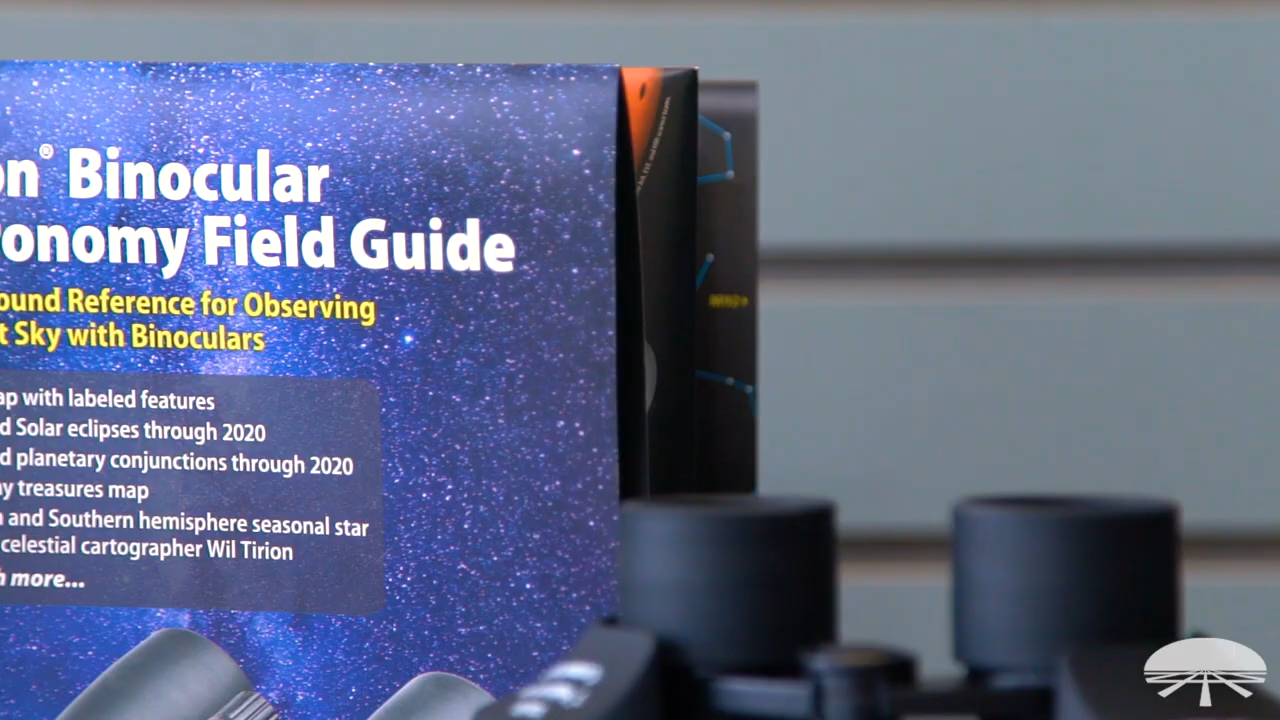 on® Binocular
onomy Field Guide
ound Reference for Observing
t Sky with Binoculars
ap with labeled features
d Solar eclipses through 2020
d planetary conjunctions through 2020
y treasures map
and Southern hemisphere seasonal star
celestial cartographer Wil Tirion
h more...